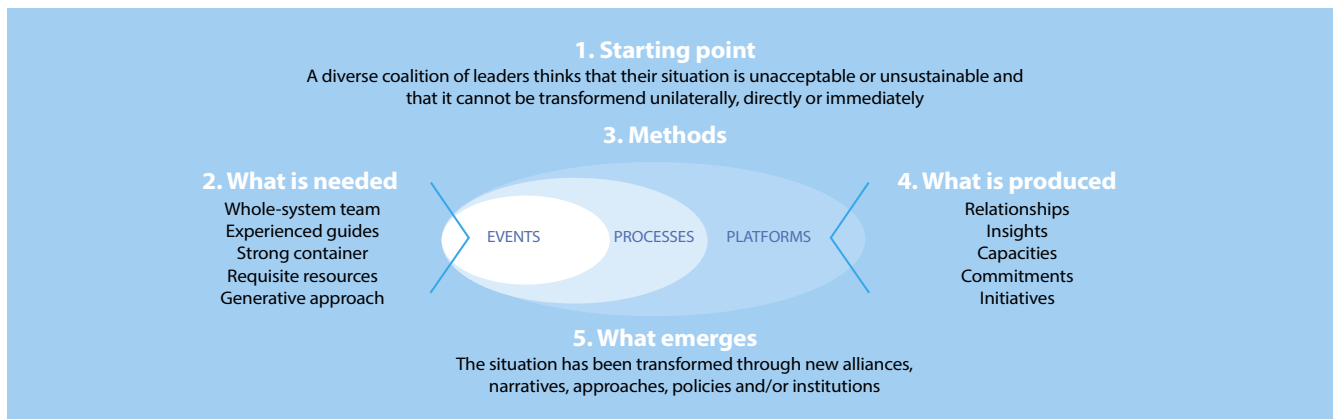 1. Starting point
A diverse coalition of leaders thinks that their situation is unacceptable or unsustainable and
that it cannot be transformend unilaterally, directly or immediately
3. Methods
2. What is needed
Whole-system team
Experienced guides
Strong container
Requisite resources
Generative approach
EVENTS
PROCESSES
PLATFORMS
4. What is produced
Relationships
Insights
Capacities
Commitments
Initiatives
5. What emerges
The situation has been transformed through new alliances,
narratives, approaches, policies and/or institutions